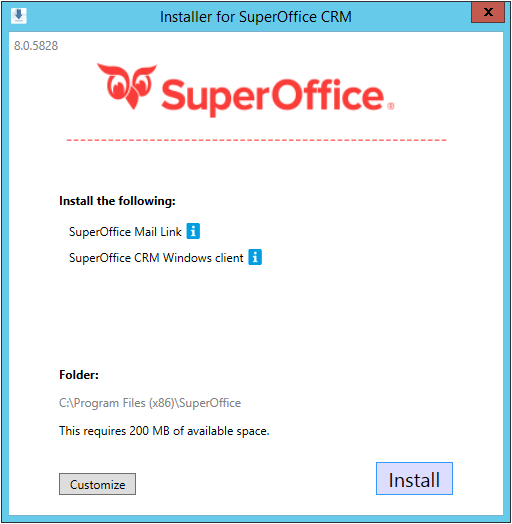 Installer for SuperOffice CRM
x
8.0.5828
SuperOffice®
Install the following:
SuperOffice Mail Link i
SuperOffice CRM Windows client i
Folder:
C:\Program Files (x86)\SuperOffice
This requires 200 MB of available space.
Customize
Install